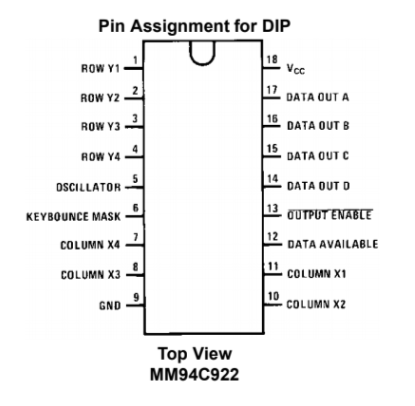 Pin Assignment for DIP
ROW Y1 1 18 VCC
ROW Y2 2 17 DATA OUT A
ROW Y3 3 16 DATA OUT B
ROW Y4 4 15 DATA OUT C
OSCILLATOR 5 14 DATA OUT D
KEYBOUNCE MASK 6 13 OUTPUT ENABLE
COLUMN X4 7 12 DATA AVAILABLE
COLUMN X3 8 11 COLUMN X1
GND 9 10 COLUMN X2
Top View
MM94C922